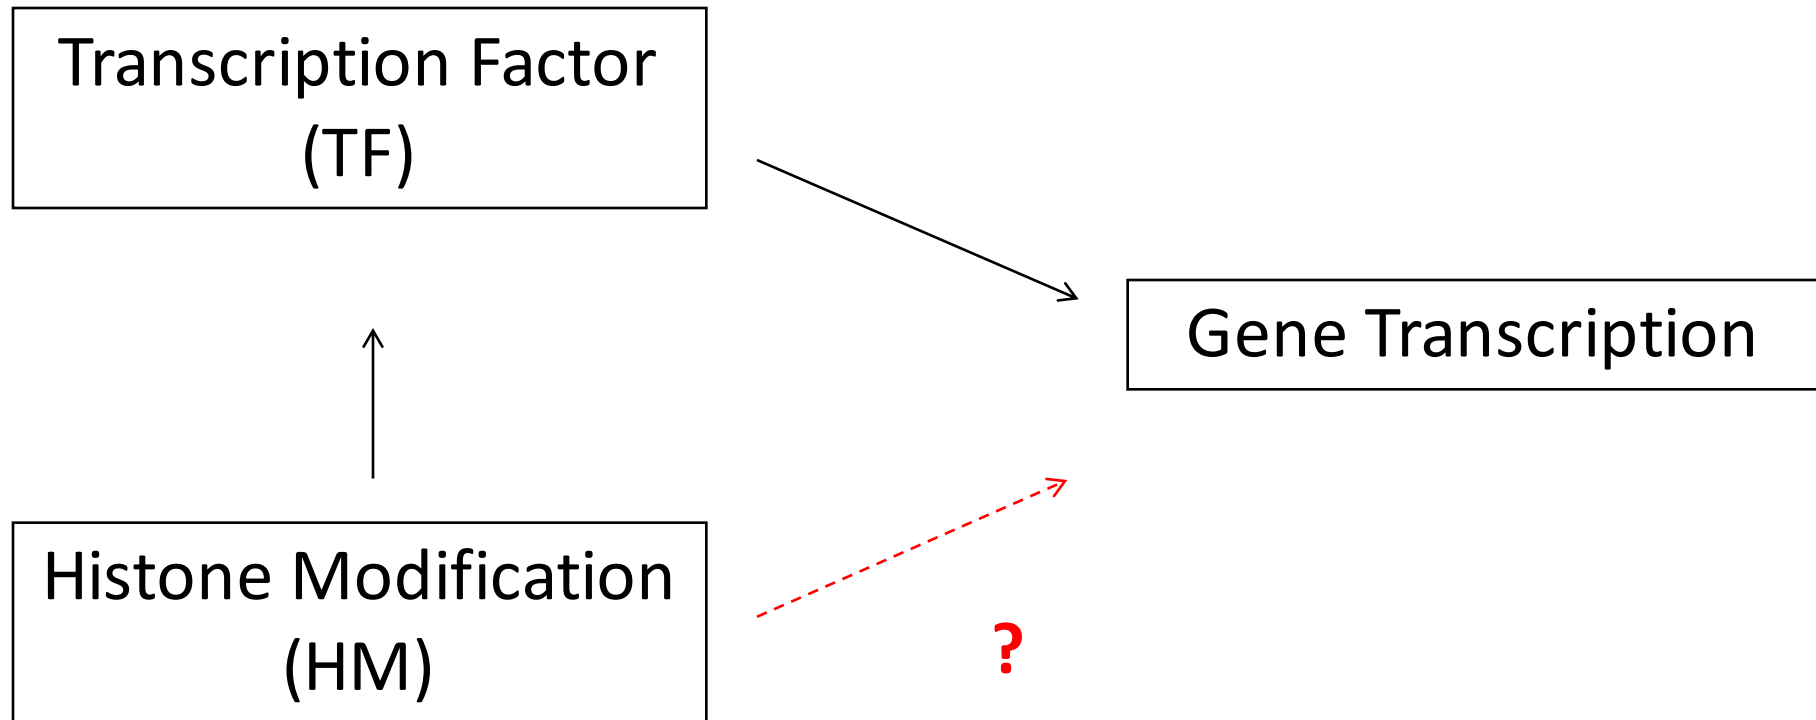 Transcription Factor
(TF)
Gene Transcription
Histone Modification
(HM)
?